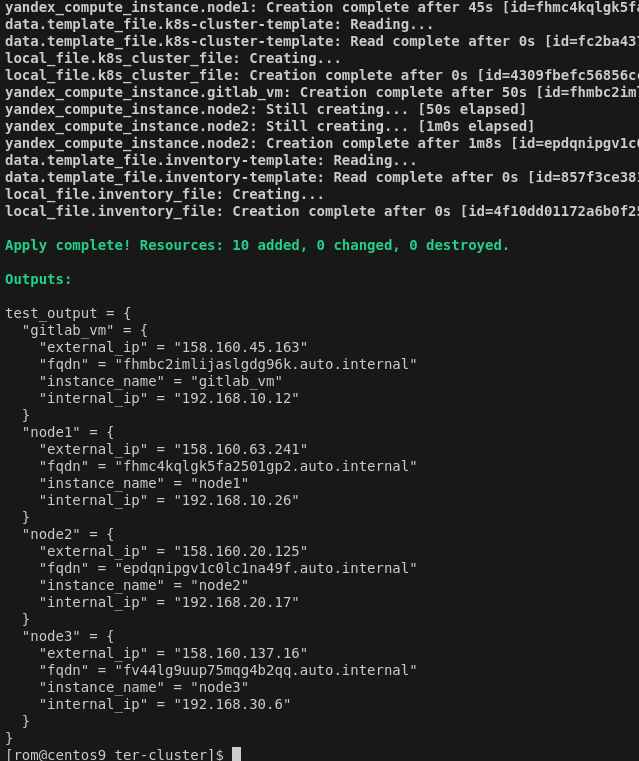 yandex_compute_instance.node1: Creation complete after 45s [id=fhmc4kqlgk5fa
data.template_file.k8s-cluster-template: Reading...
data.template_file.k8s-cluster-template: Read complete after 0s [id=fc2ba437
local_file.k8s_cluster_file: Creating...
local_file.k8s_cluster_file: Creation complete after 0s [id=4309fbefc56856cc
yandex_compute_instance.gitlab_vm: Creation complete after 50s [id=fhmbc2iml
yandex_compute_instance.node2: Still creating... [50s elapsed]
yandex_compute_instance.node2: Still creating... [1m0s elapsed]
yandex_compute_instance.node2: Creation complete after 1m8s [id=epdqnipgv1c0
data.template_file.inventory-template: Reading...
data.template_file.inventory-template: Read complete after 0s [id=857f3ce381
local_file.inventory_file: Creating...
local_file.inventory_file: Creation complete after 0s [id=4f10dd01172a6b0f25
Apply complete! Resources: 10 added, 0 changed, 0 destroyed.
Outputs:
test_output = {
  "gitlab_vm" = {
    "external_ip" = "158.160.45.163"
    "fqdn" = "fhmbc2imlijaslgdg96k.auto.internal"
    "instance_name" = "gitlab_vm"
    "internal_ip" = "192.168.10.12"
  }
  "node1" = {
    "external_ip" = "158.160.63.241"
    "fqdn" = "fhmc4kqlgk5fa2501gp2.auto.internal"
    "instance_name" = "node1"
    "internal_ip" = "192.168.10.26"
  }
  "node2" = {
    "external_ip" = "158.160.20.125"
    "fqdn" = "epdqnipgv1c0lc1na49f.auto.internal"
    "instance_name" = "node2"
    "internal_ip" = "192.168.20.17"
  }
  "node3" = {
    "external_ip" = "158.160.137.16"
    "fqdn" = "fv44lg9uup75mqg4b2qq.auto.internal"
    "instance_name" = "node3"
    "internal_ip" = "192.168.30.6"
  }
}
[rom@centos9 ter-cluster]$